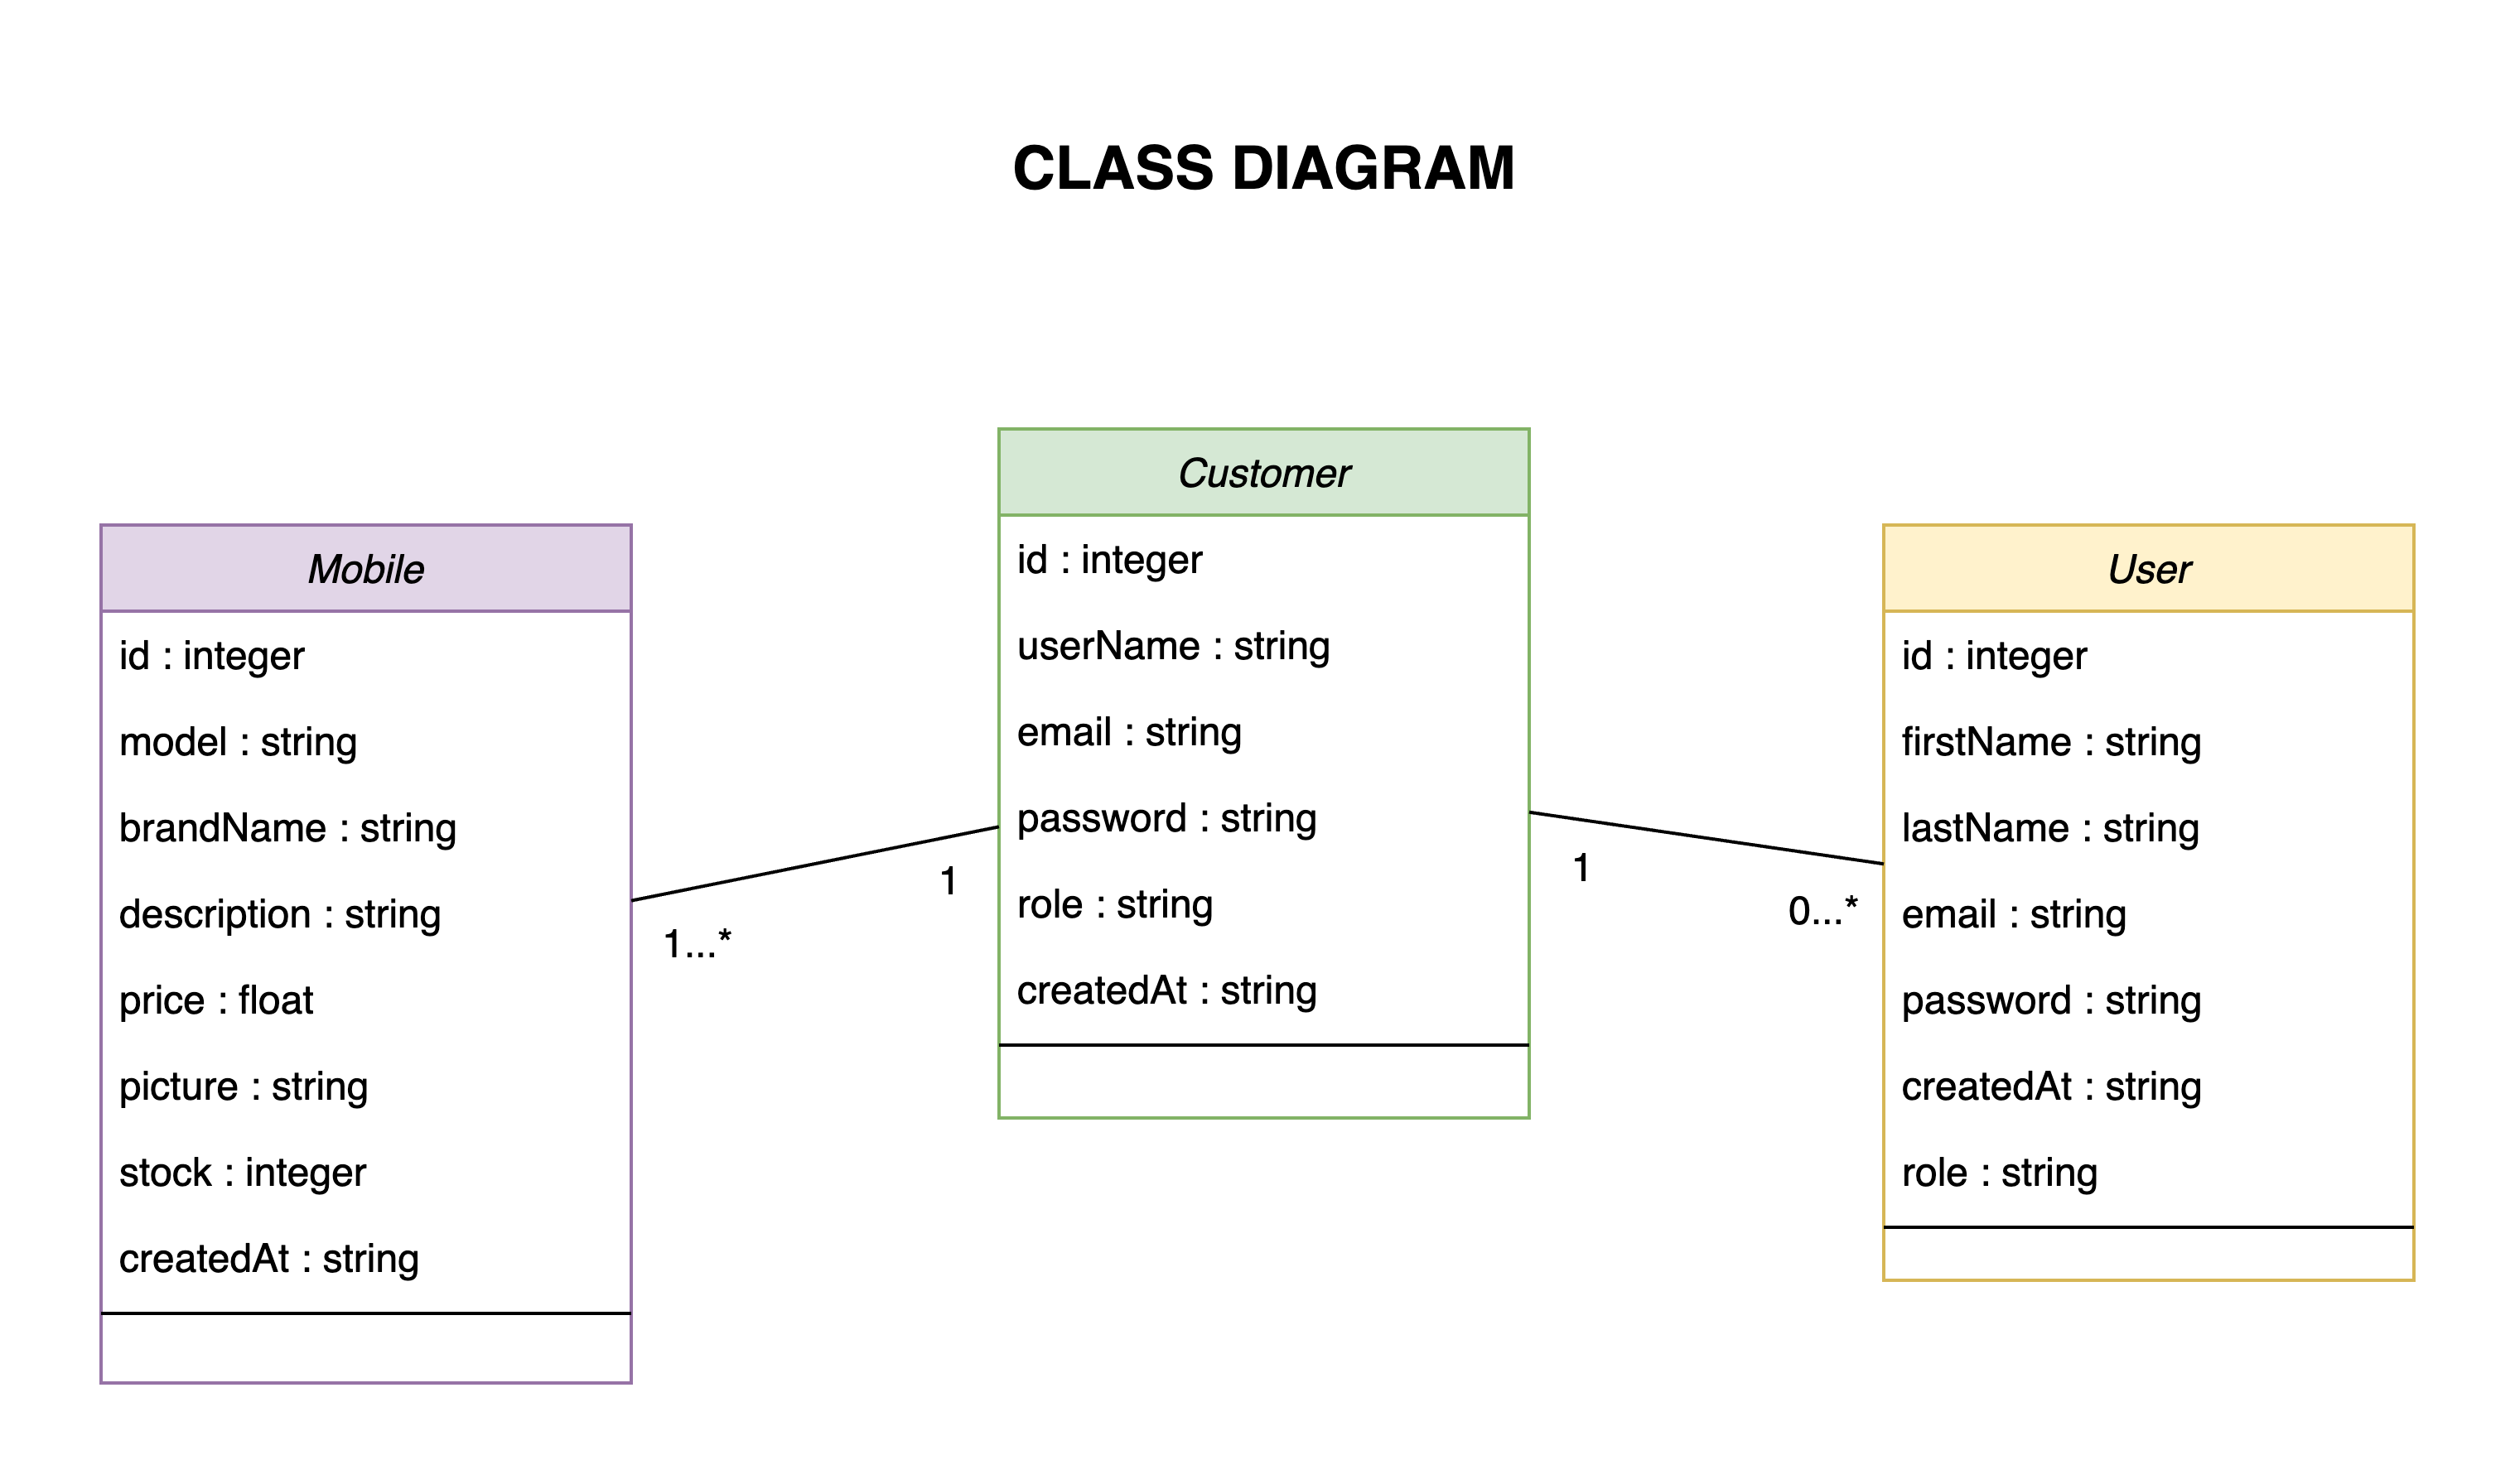 CLASS DIAGRAM
Mobile
id : integer
model : string
brandName : string
description : string
price : float
picture : string
stock : integer
createdAt : string
1...*
1
Customer
id : integer
userName : string
email : string
password : string
role : string
createdAt : string
1
0...*
User
id : integer
firstName : string
lastName : string
email : string
password : string
createdAt : string
role : string